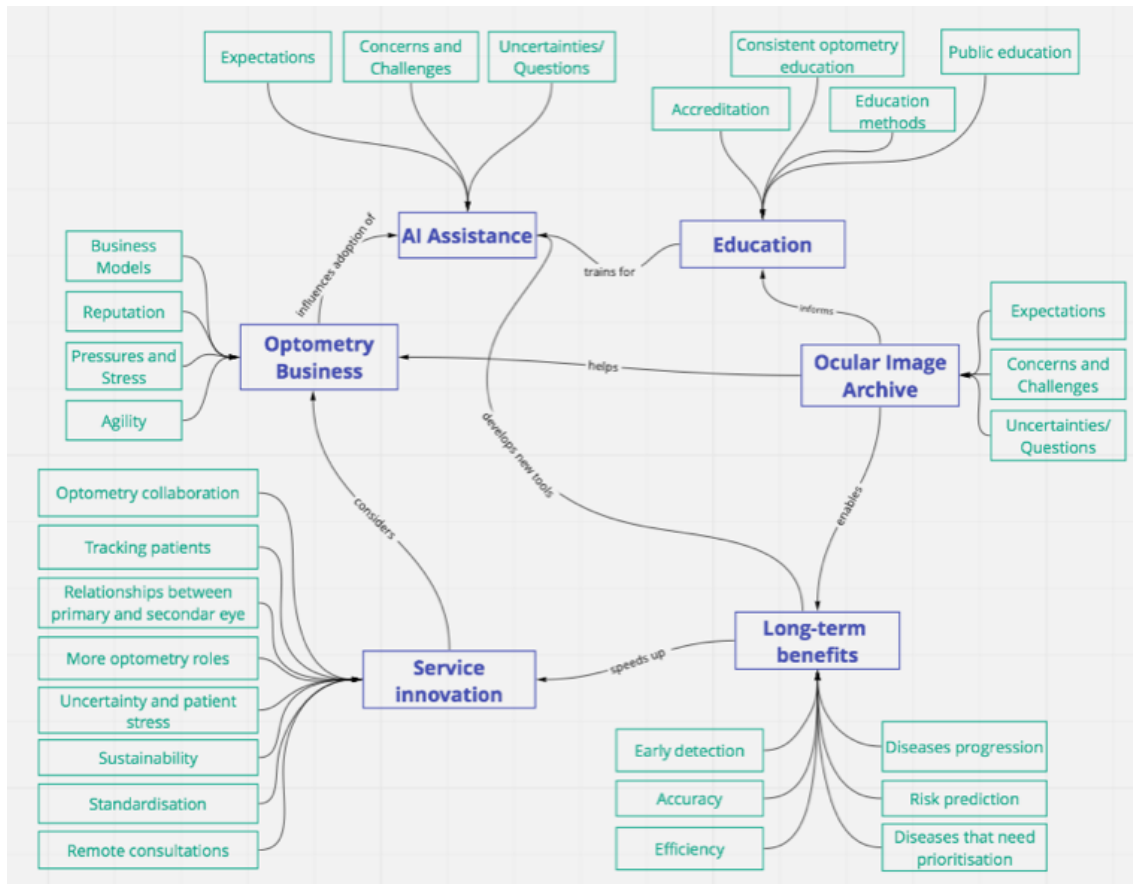 Expectations
Concerns and
Challenges
Uncertainties/
Questions
Consistent optometry
education
Public education
Accreditation
Education
methods
AI Assistance
Education
influences adoption of
trains for
informs
Business
Models
Reputation
Pressures and
Stress
Agility
Optometry
Business
helps
Ocular Image
Archive
Expectations
Concerns and
Challenges
Uncertainties/
Questions
develops new tools
considers
enables
Optometry collaboration
Tracking patients
Relationships between
primary and secondar eye
More optometry roles
Uncertainty and patient
stress
Sustainability
Standardisation
Remote consultations
Service
innovation
speeds up
Long-term
benefits
Early detection
Accuracy
Efficiency
Diseases progression
Risk prediction
Diseases that need
prioritisation